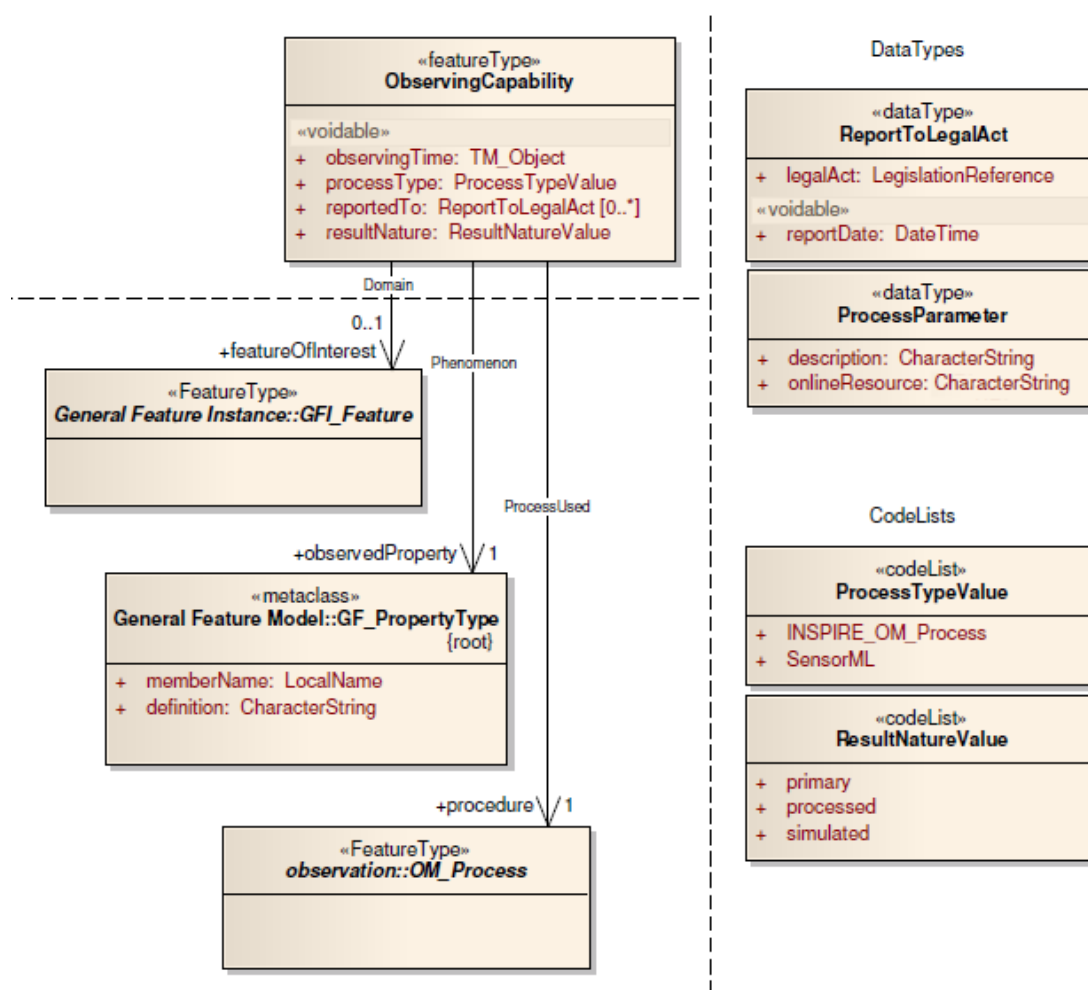 «featureType»
ObservingCapability
«voidable»
+ observingTime: TM_Object
+ processType: ProcessTypeValue
+ reportedTo: ReportToLegalAct [0..*]
+ resultNature: ResultNatureValue
Domain
0..1
+featureOfInterest
Phenomenon
«FeatureType»
General Feature Instance::GFI_Feature
ProcessUsed
+observedProperty 1
«metaclass»
General Feature Model::GF_PropertyType
{root}
+ memberName: LocalName
+ definition: CharacterString
+procedure 1
«FeatureType»
observation::OM_Process
DataTypes
«dataType»
ReportToLegalAct
+ legalAct: LegislationReference
«voidable»
+ reportDate: DateTime
«dataType»
ProcessParameter
+ description: CharacterString
+ onlineResource: CharacterString
CodeLists
«codeList»
ProcessTypeValue
+ INSPIRE_OM_Process
+ SensorML
«codeList»
ResultNatureValue
+ primary
+ processed
+ simulated